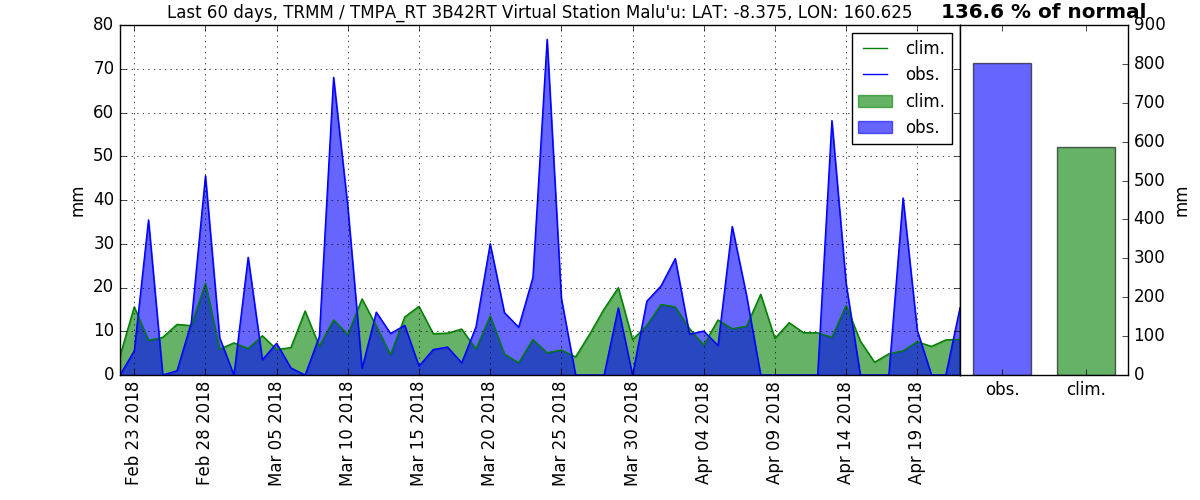 Last 60 days, TRMM / TMPA_RT 3B42RT Virtual Station Malu'u: LAT: -8.375, LON: 160.625
136.6 % of normal
80
70
60
50
40
30
20
10
0
mm
clim.
obs.
clim.
obs.
900
800
700
600
500
400
300
200
100
0
mm
obs.
clim.
Feb 23 2018
Feb 28 2018
Mar 05 2018
Mar 10 2018
Mar 15 2018
Mar 20 2018
Mar 25 2018
Mar 30 2018
Apr 04 2018
Apr 09 2018
Apr 14 2018
Apr 19 2018